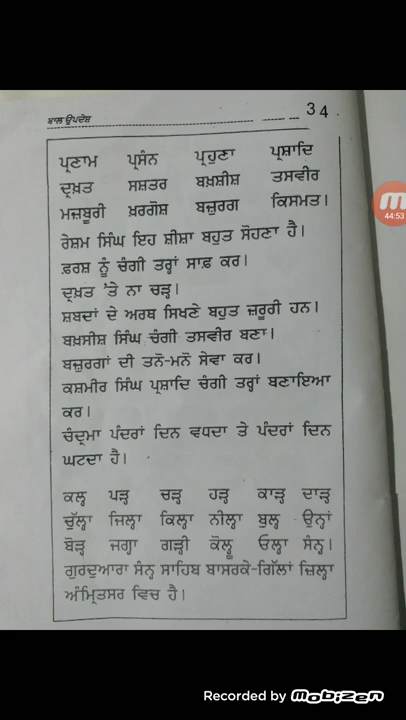 ਬਾਲ ਉਪਦੇਸ਼ 34
ਪ੍ਰਣਾਮ ਪ੍ਰਸੰਨ ਪ੍ਰਹੁਣਾ ਪ੍ਰਸ਼ਾਦਿ
ਦ੍ਰਖ਼ਤ ਸਸ਼ਤਰ ਬਖ਼ਸ਼ੀਸ਼ ਤਸਵੀਰ
ਮਜ਼ਬੂਰੀ ਖ਼ਰਗੋਸ਼ ਬਜ਼ੁਰਗ ਕਿਸਮਤ।
44:53
ਰੇਸ਼ਮ ਸਿੰਘ ਇਹ ਸ਼ੀਸ਼ਾ ਬਹੁਤ ਸੋਹਣਾ ਹੈ।
ਫ਼ਰਸ਼ ਨੂੰ ਚੰਗੀ ਤਰ੍ਹਾਂ ਸਾਫ਼ ਕਰ।
ਦ੍ਰਖ਼ਤ 'ਤੇ ਨਾ ਚੜ੍ਹ।
ਸ਼ਬਦਾਂ ਦੇ ਅਰਥ ਸਿਖਣੇ ਬਹੁਤ ਜ਼ਰੂਰੀ ਹਨ।
ਬਖ਼ਸੀਸ਼ ਸਿੰਘ ਚੰਗੀ ਤਸਵੀਰ ਬਣਾ।
ਬਜ਼ੁਰਗਾਂ ਦੀ ਤਨੋ-ਮਨੋ ਸੇਵਾ ਕਰ।
ਕਸ਼ਮੀਰ ਸਿੰਘ ਪ੍ਰਸ਼ਾਦਿ ਚੰਗੀ ਤਰ੍ਹਾਂ ਬਣਾਇਆ
ਕਰ।
ਚੰਦ੍ਰਮਾ ਪੰਦਰਾਂ ਦਿਨ ਵਧਦਾ ਤੇ ਪੰਦਰਾਂ ਦਿਨ
ਘਟਦਾ ਹੈ।
ਕਲ੍ਹ ਪੜ੍ਹ ਚੜ੍ਹ ਹੜ੍ਹ ਕਾੜ੍ਹ ਦਾੜ੍ਹ
ਚੁੱਲ੍ਹਾ ਜਿਲ੍ਹਾ ਕਿਲ੍ਹਾ ਨੀਲ੍ਹਾ ਬੁਲ੍ਹ ਉਨ੍ਹਾਂ
ਬੋੜ੍ਹ ਜਗ੍ਹਾ ਗੜ੍ਹੀ ਕੋਲ੍ਹੂ ਓਲ੍ਹਾ ਸੰਨ੍ਹ।
ਗੁਰਦੁਆਰਾ ਸੰਨ੍ਹ ਸਾਹਿਬ ਬਾਸਰਕੇ-ਗਿੱਲਾਂ ਜ਼ਿਲ੍ਹਾ
ਅੰਮ੍ਰਿਤਸਰ ਵਿਚ ਹੈ।
Recorded by mobizen